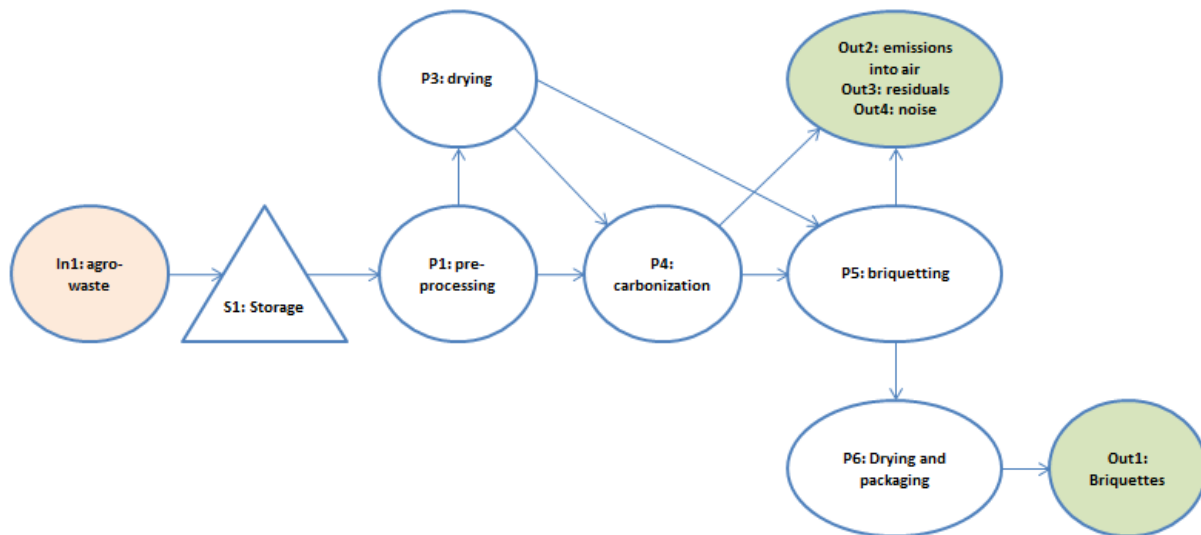 P3: drying
Out2: emissions
into air
Out3: residuals
Out4: noise
In1: agro-
waste
S1: Storage
P1: pre-
processing
P4:
carbonization
P5: briquetting
P6: Drying and
packaging
Out1:
Briquettes